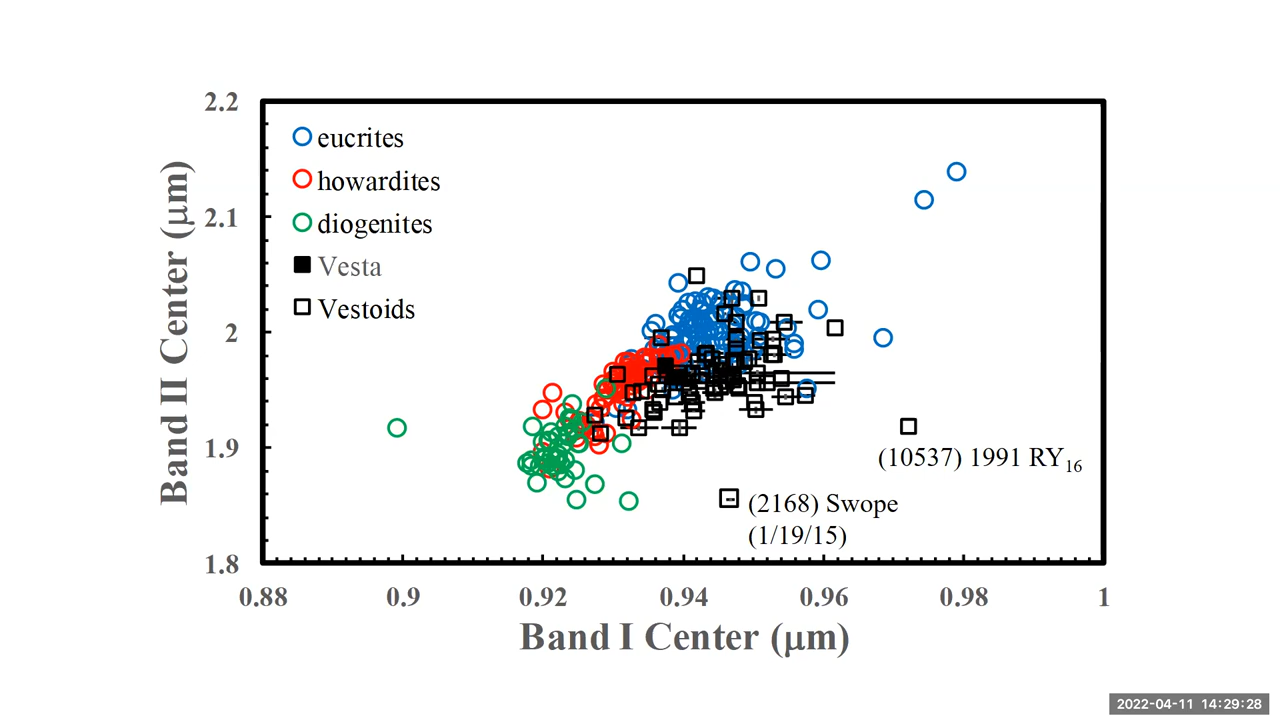 2.2
2.1
2
1.9
1.8
Band II Center (μm)
eucrites
howardites
diogenites
Vesta
Vestoids
(10537) 1991 RY₁₆
(2168) Swope
(1/19/15)
0.88 0.9 0.92 0.94 0.96 0.98 1
Band I Center (μm)
2022-04-11 14:29:28